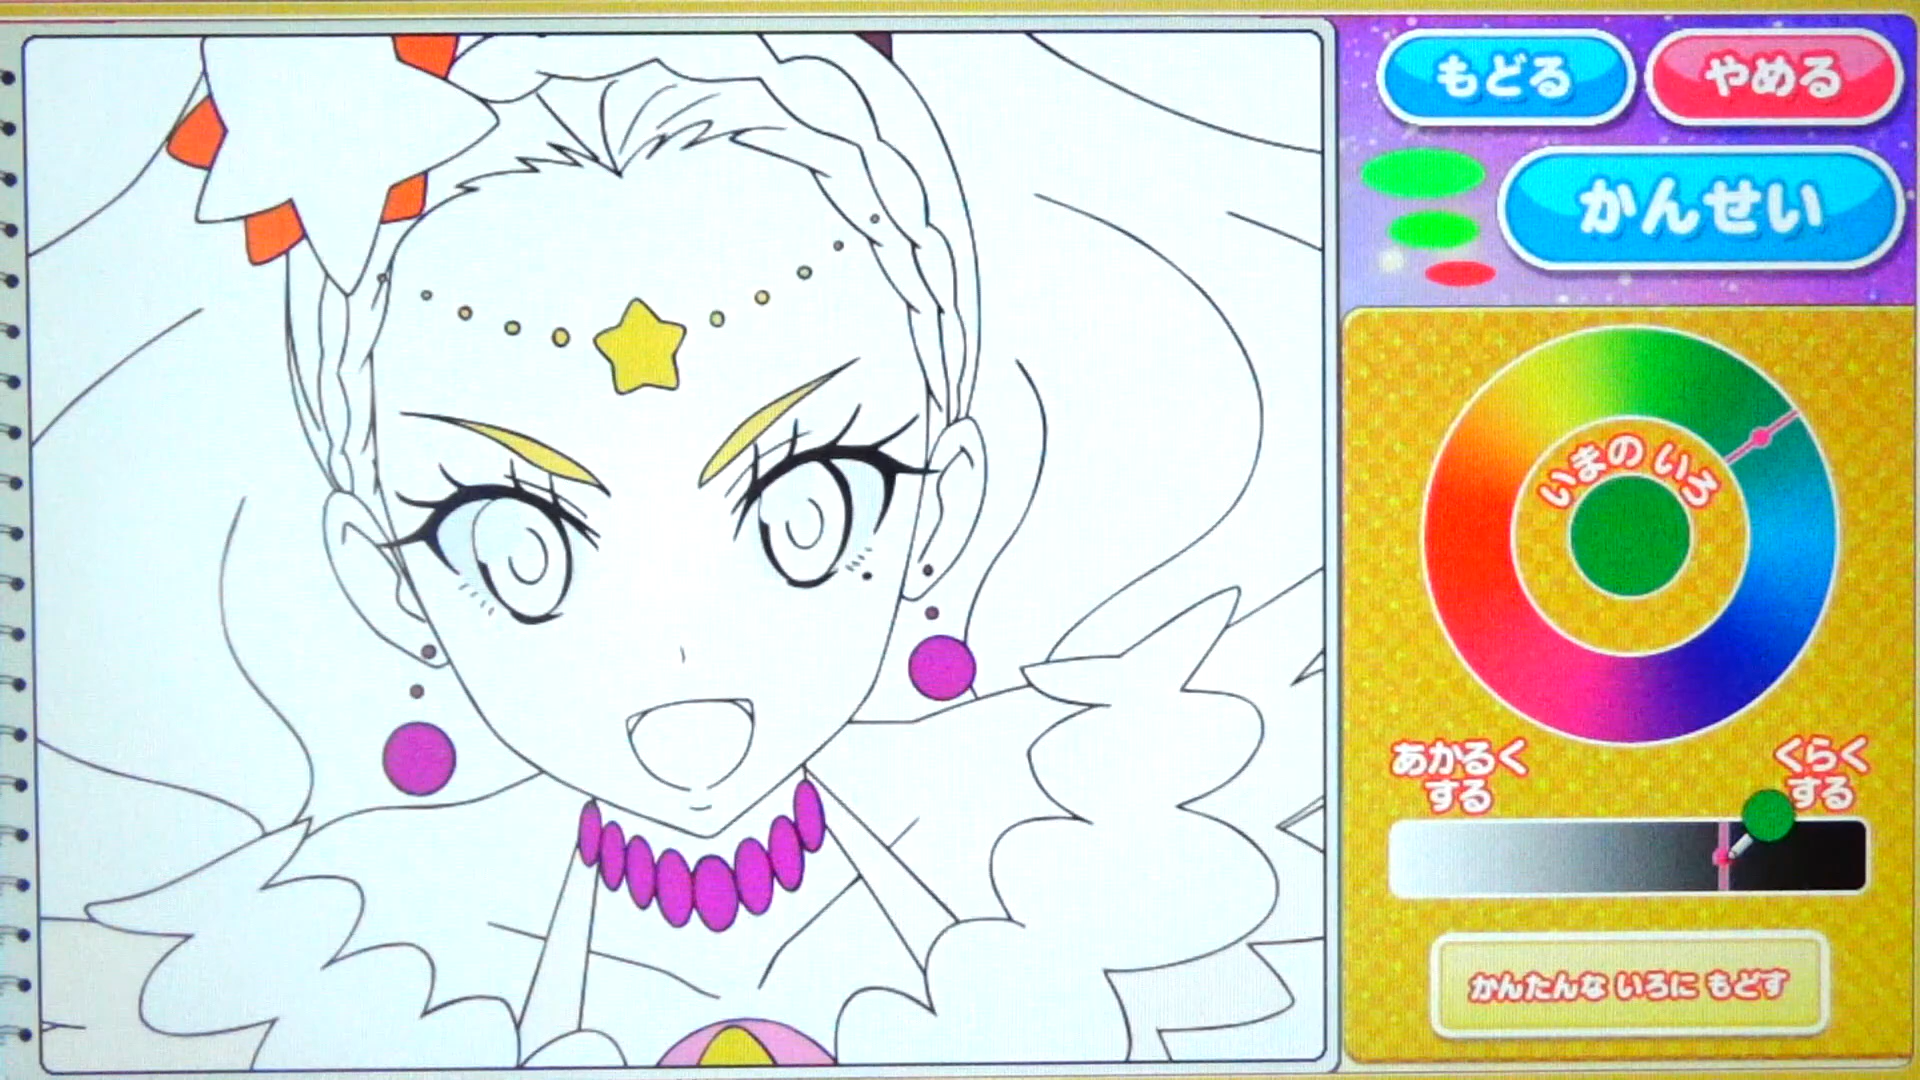 もどる
やめる
かんせい
いまの いろ
あかるく
する
くらく
する
かんたんな いろに もどす